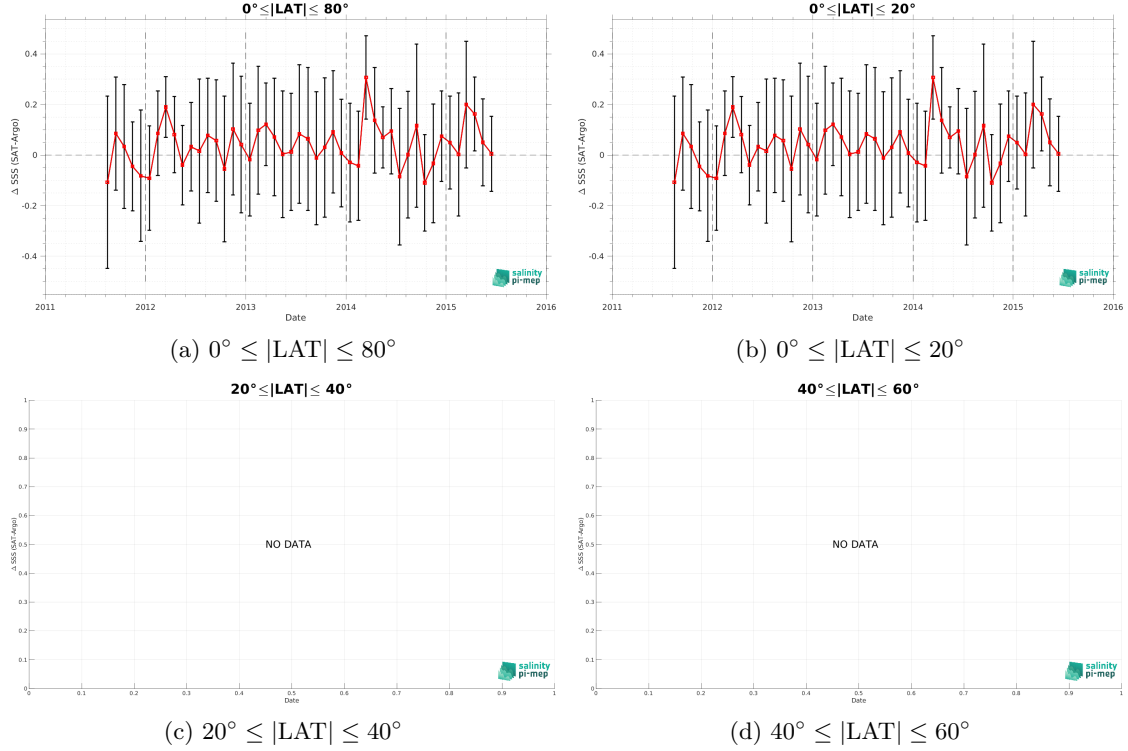 0°≤|LAT|≤ 80°
Δ SSS (SAT-Argo)
0.4
0.2
0
-0.2
-0.4
2011 2012 2013 2014 2015 2016
Date
salinity
pi-mep
(a) 0° ≤ |LAT| ≤ 80°
0°≤|LAT|≤ 20°
Δ SSS (SAT-Argo)
0.4
0.2
0
-0.2
-0.4
2011 2012 2013 2014 2015 2016
Date
salinity
pi-mep
(b) 0° ≤ |LAT| ≤ 20°
20°≤|LAT|≤ 40°
Δ SSS (SAT-Argo)
1
0.9
0.8
0.7
0.6
0.5
0.4
0.3
0.2
0.1
0
NO DATA
0 0.1 0.2 0.3 0.4 0.5 0.6 0.7 0.8 0.9 1
Date
salinity
pi-mep
(c) 20° ≤ |LAT| ≤ 40°
40°≤|LAT|≤ 60°
Δ SSS (SAT-Argo)
1
0.9
0.8
0.7
0.6
0.5
0.4
0.3
0.2
0.1
0
NO DATA
0 0.1 0.2 0.3 0.4 0.5 0.6 0.7 0.8 0.9 1
Date
salinity
pi-mep
(d) 40° ≤ |LAT| ≤ 60°